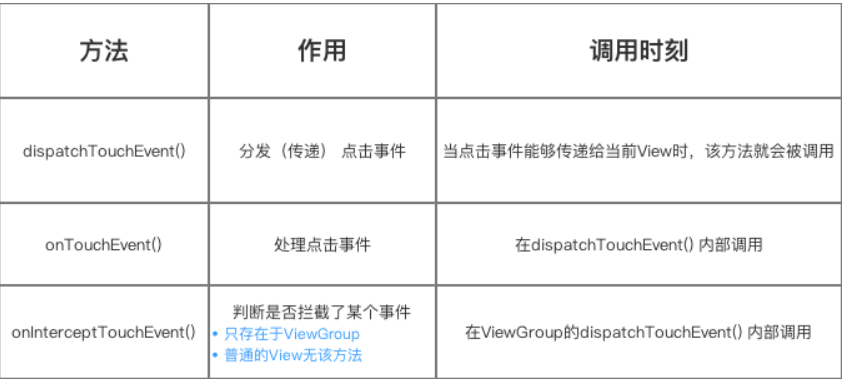 方法 作用 调用时刻
dispatchTouchEvent() 分发（传递） 点击事件 当点击事件能够传递给当前View时，该方法就会被调用
onTouchEvent() 处理点击事件 在dispatchTouchEvent() 内部调用
判断是否拦截了某个事件
onInterceptTouchEvent() • 只存在于ViewGroup 在ViewGroup的dispatchTouchEvent() 内部调用
• 普通的View无该方法